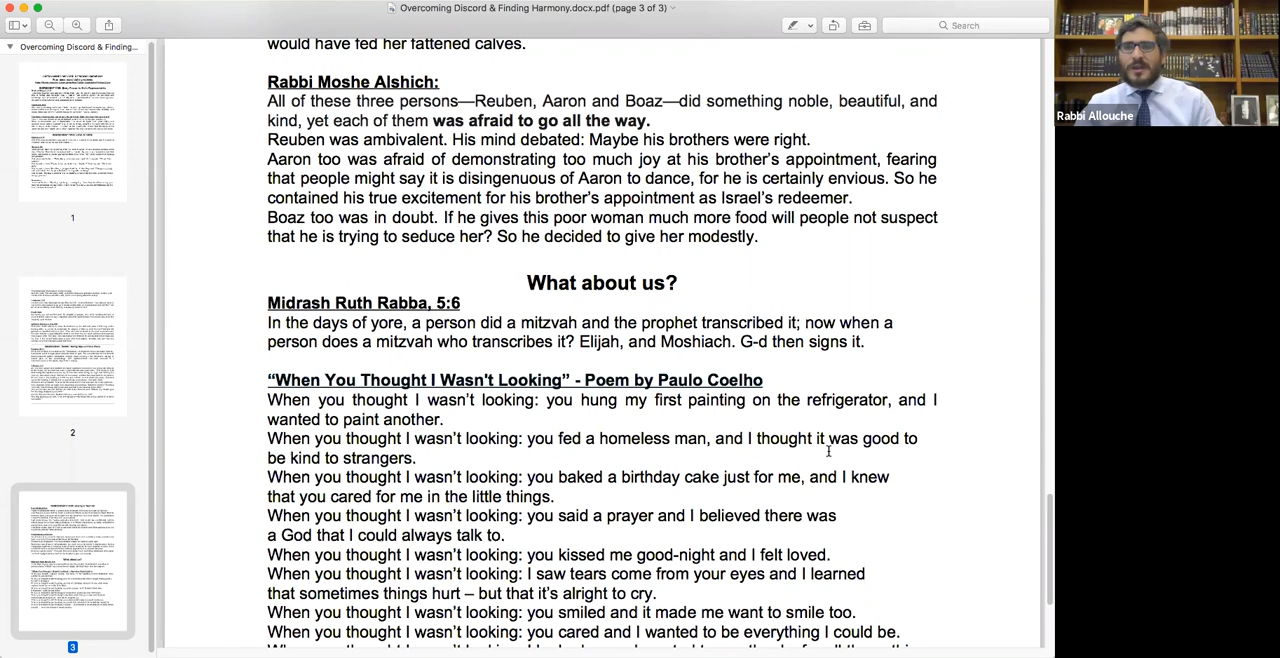 Overcoming Discord & Finding Harmony.docx.pdf (page 3 of 3)
Search
Overcoming Discord & Finding...
1
2
3
would have fed her fattened calves.
Rabbi Moshe Alshich:
All of these three persons—Reuben, Aaron and Boaz—did something noble, beautiful, and
kind, yet each of them was afraid to go all the way.
Reuben was ambivalent. His mind debated: Maybe his brothers were right.
Aaron too was afraid of demonstrating too much joy at his brother's appointment, fearing
that people might say it is disingenuous of Aaron to dance, for he is certainly envious. So he
contained his true excitement for his brother's appointment as Israel's redeemer.
Boaz too was in doubt. If he gives this poor woman much more food will people not suspect
that he is trying to seduce her? So he decided to give her modestly.
What about us?
Midrash Ruth Rabba, 5:6
In the days of yore, a person did a mitzvah and the prophet transcribed it; now when a
person does a mitzvah who transcribes it? Elijah, and Moshiach. G-d then signs it.
“When You Thought I Wasn't Looking” - Poem by Paulo Coelho
When you thought I wasn't looking: you hung my first painting on the refrigerator, and I
wanted to paint another.
When you thought I wasn't looking: you fed a homeless man, and I thought it was good to
be kind to strangers.
When you thought I wasn't looking: you baked a birthday cake just for me, and I knew
that you cared for me in the little things.
When you thought I wasn't looking: you said a prayer and I believed there was
a God that I could always talk to.
When you thought I wasn't looking: you kissed me good-night and I felt loved.
When you thought I wasn't looking: I saw tears come from your eyes and I learned
that sometimes things hurt – but that it's alright to cry.
When you thought I wasn't looking: you smiled and it made me want to smile too.
When you thought I wasn't looking: you cared and I wanted to be everything I could be.
Rabbi Allouche